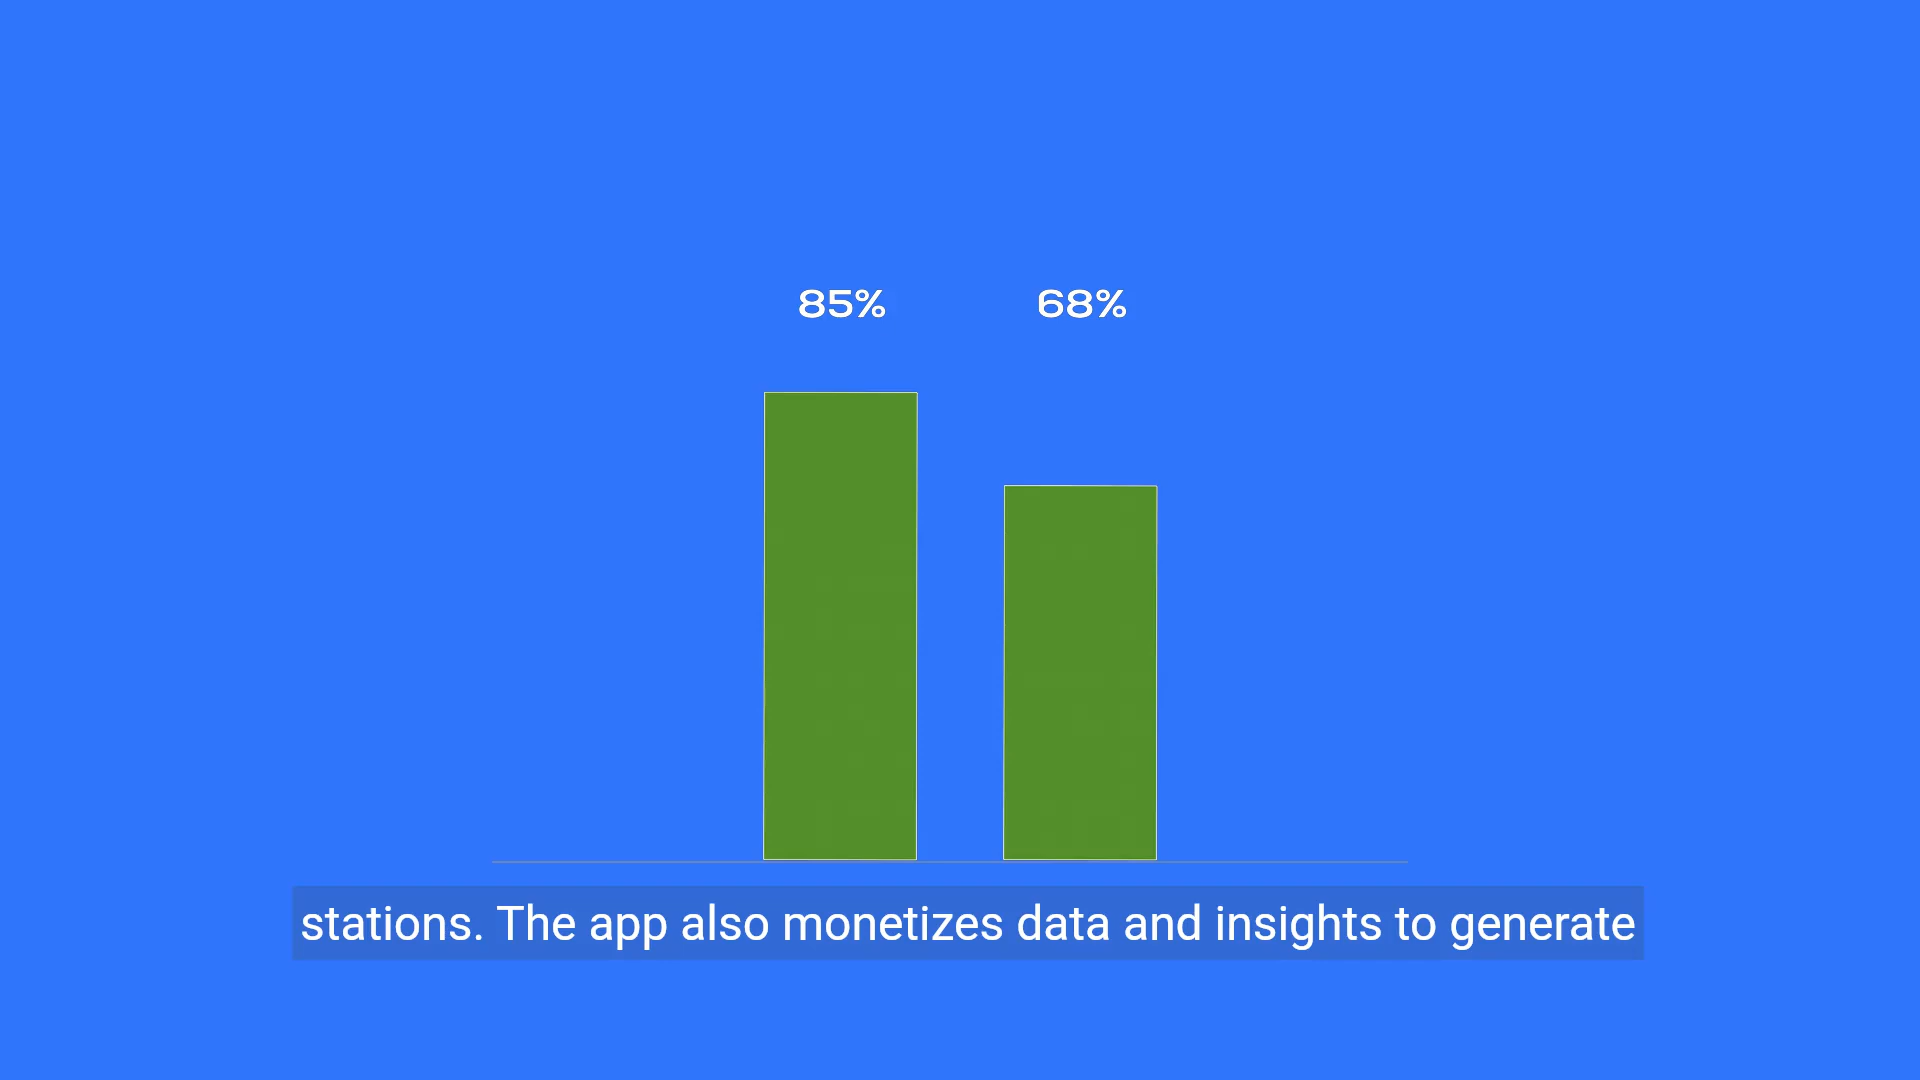 85% 68%
stations. The app also monetizes data and insights to generate